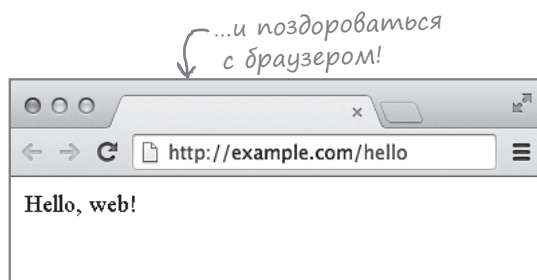 ...и поздороваться
с браузером!
http://example.com/hello
Hello, web!